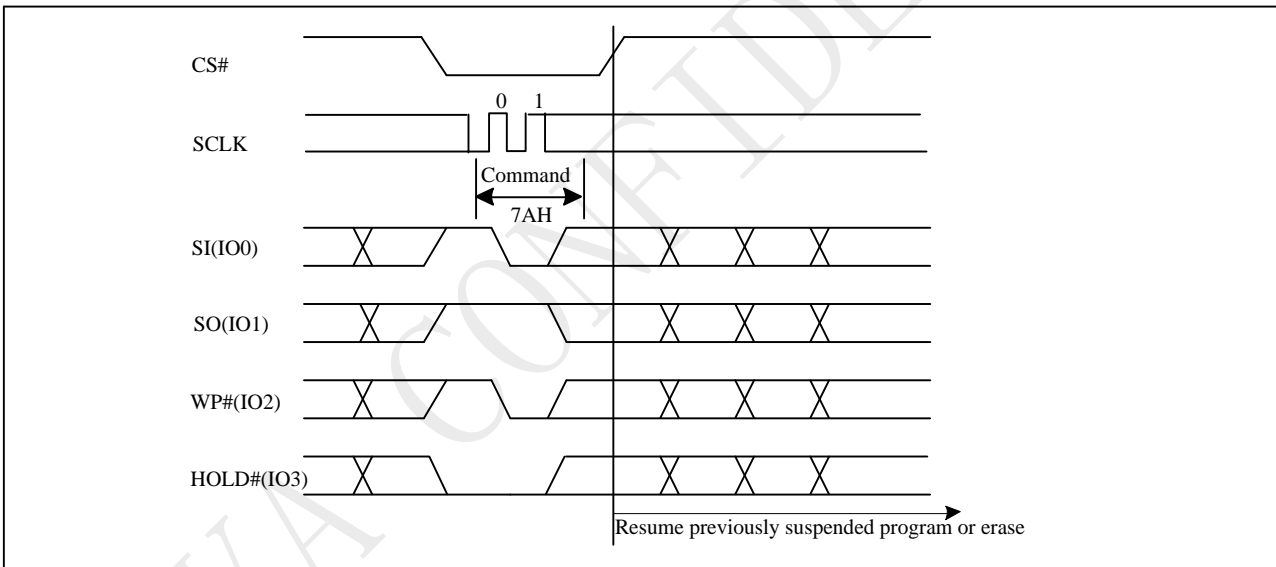 CS#
0 1
SCLK
Command
7AH
SI(IO0)
SO(IO1)
WP#(IO2)
HOLD#(IO3)
Resume previously suspended program or erase